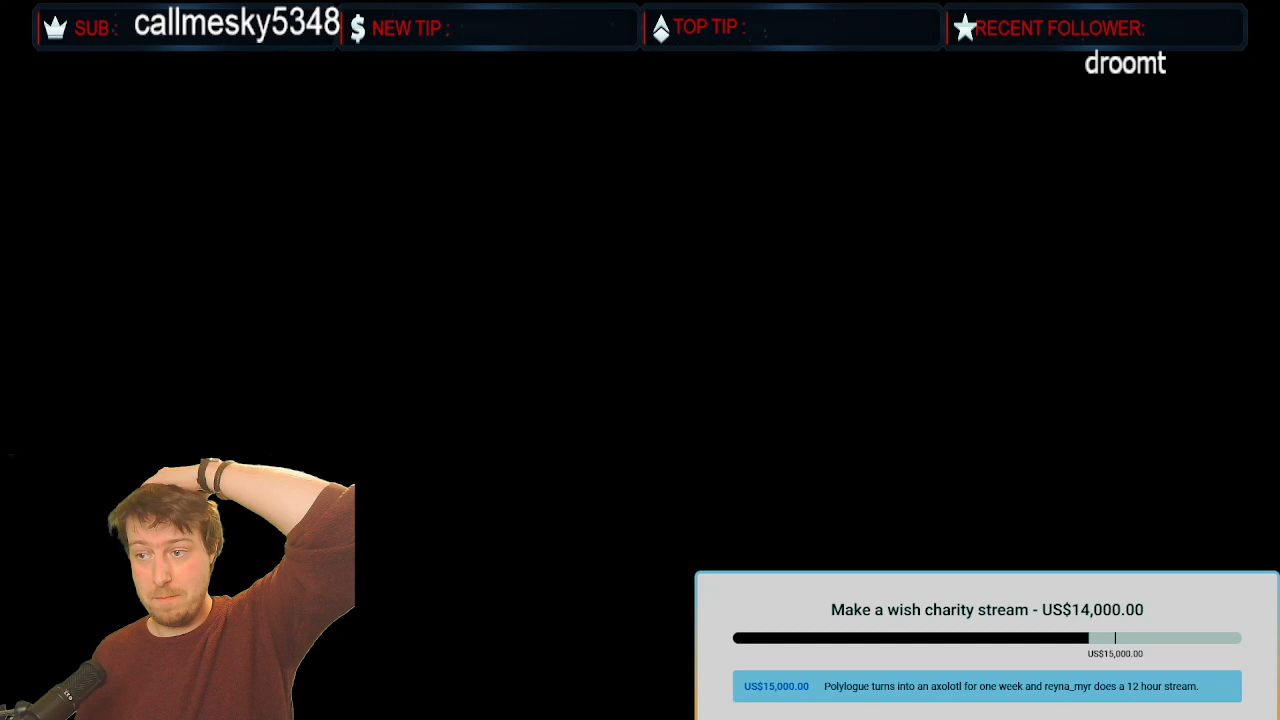 SUB: callmesky5348
NEW TIP :
TOP TIP :
RECENT FOLLOWER:
droomt
Make a wish charity stream - US$14,000.00
US$15,000.00
US$15,000.00 Polylogue turns into an axolotl for one week and reyna_myr does a 12 hour stream.